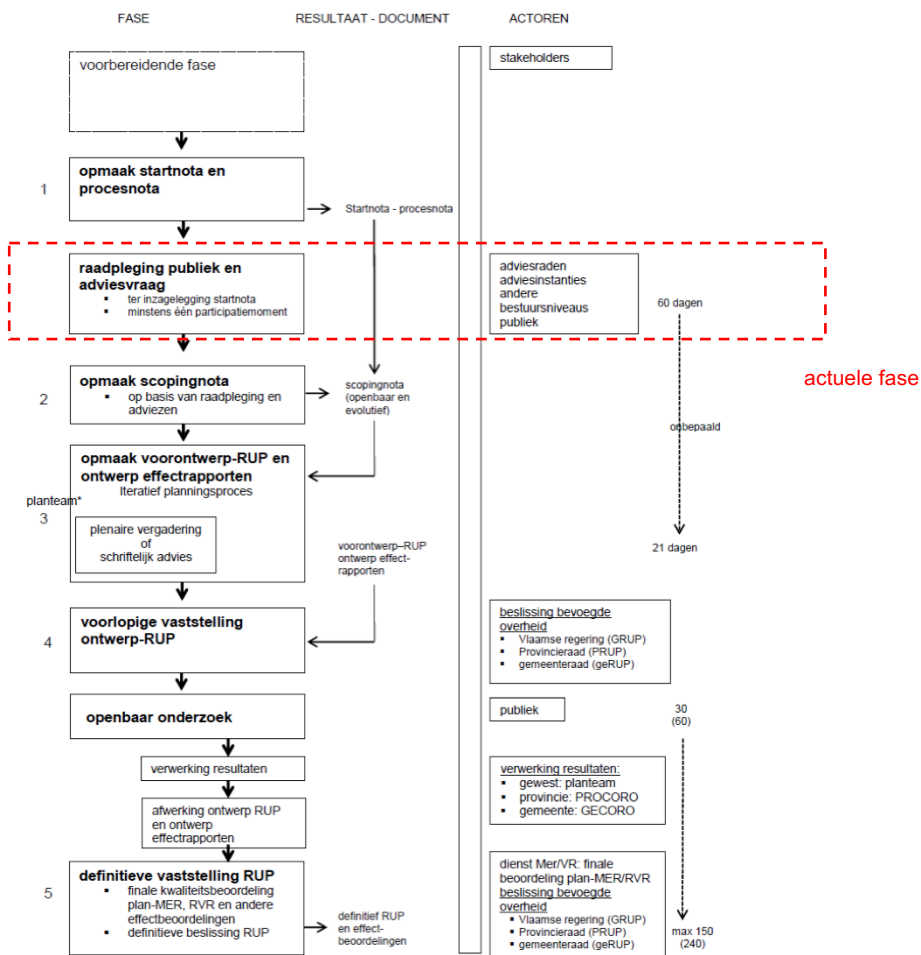 FASE
RESULTAAT - DOCUMENT
ACTOREN
voorbereidende fase
stakeholders
1
opmaak startnota en
procesnota
Startnota - procesnota
raadpleging publiek en
adviesvraag
▪ ter inzagelegging startnota
▪ minstens één participatiemoment
adviesraden
adviesinstanties
andere
bestuursniveaus
publiek
60 dagen
actuele fase
2
opmaak scopingnota
▪ op basis van raadpleging en
adviezen
scopingnota
(openbaar en
evolutief)
onbepaald
opmaak voorontwerp-RUP en
ontwerp effectrapporten
Iteratief planningsproces
planteam*
3
plenaire vergadering
of
schriftelijk advies
voorontwerp–RUP
ontwerp effect-
rapporten
21 dagen
4
voorlopige vaststelling
ontwerp-RUP
beslissing bevoegde
overheid
▪ Vlaamse regering (GRUP)
▪ Provincieraad (PRUP)
▪ gemeenteraad (geRUP)
openbaar onderzoek
publiek
30
(60)
verwerking resultaten
verwerking resultaten:
▪ gewest: planteam
▪ provincie: PROCORO
▪ gemeente: GECORO
afwerking ontwerp RUP
en ontwerp
effectrapporten
5
definitieve vaststelling RUP
▪ finale kwaliteitsbeoordeling
plan-MER, RVR en andere
effectbeoordelingen
▪ definitieve beslissing RUP
definitief RUP
en effect-
beoordelingen
dienst Mer/VR: finale
beoordeling plan-MER/RVR
beslissing bevoegde
overheid
▪ Vlaamse regering (GRUP)
▪ Provincieraad (PRUP)
▪ gemeenteraad (geRUP)
max 150
(240)